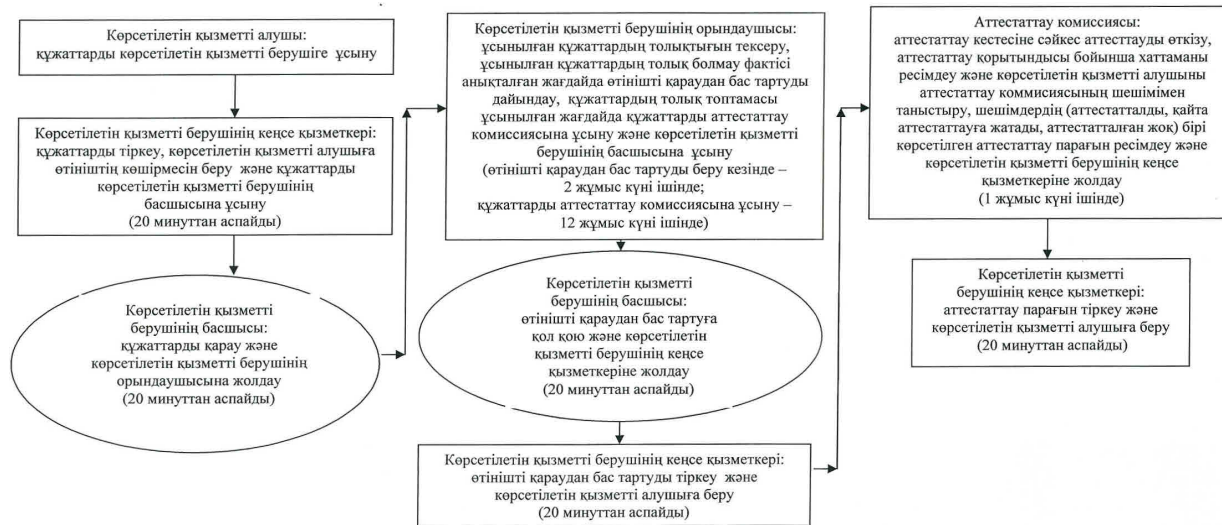 Көрсетілетін қызметті алушы:
құжаттарды көрсетілетін қызметті берушіге ұсыну
Көрсетілетін қызметті берушінің кеңсе қызметкері:
құжаттарды тіркеу, көрсетілетін қызметті алушыға
өтініштің көшірмесін беру және құжаттарды
көрсетілетін қызметті берушінің
басшысына ұсыну
(20 минуттан аспайды)
Көрсетілетін қызметті
берушінің басшысы:
құжаттарды қарау және
көрсетілетін қызметті берушінің
орындаушысына жолдау
(20 минуттан аспайды)
Көрсетілетін қызметті берушінің орындаушысы:
ұсынылған құжаттардың толықтығын тексеру,
ұсынылған құжаттардың толық болмау фактісі
анықталған жағдайда өтінішті қараудан бас тартуды
дайындау, құжаттардың толық топтамасы
ұсынылған жағдайда құжаттарды аттестаттау
комиссиясына ұсыну және көрсетілетін қызметті
берушінің басшысына ұсыну
(өтінішті қараудан бас тартуды беру кезінде –
2 жұмыс күні ішінде;
құжаттарды аттестаттау комиссиясына ұсыну –
12 жұмыс күні ішінде)
Көрсетілетін қызметті
берушінің басшысы:
өтінішті қараудан бас тартуға
қол қою және көрсетілетін
қызметті берушінің кеңсе
қызметкеріне жолдау
(20 минуттан аспайды)
Көрсетілетін қызметті берушінің кеңсе қызметкері:
өтінішті қараудан бас тартуды тіркеу және
көрсетілетін қызметті алушыға беру
(20 минуттан аспайды)
Аттестаттау комиссиясы:
аттестаттау кестесіне сәйкес аттесттауды өткізу,
аттестаттау қорытындысы бойынша хаттаманы
ресімдеу және көрсетілетін қызметті алушыны
аттестаттау коммисиясының шешімімен
таныстыру, шешімдердің (аттестатталды, қайта
аттестаттауға жатады, аттестатталған жоқ) бірі
көрсетілген аттестаттау парағын ресімдеу және
көрсетілетін қызметті берушінің кеңсе
қызметкеріне жолдау
(1 жұмыс күні ішінде)
Көрсетілетін қызметті
берушінің кеңсе қызметкері:
аттестаттау парағын тіркеу және
көрсетілетін қызметті алушыға беру
(20 минуттан аспайды)